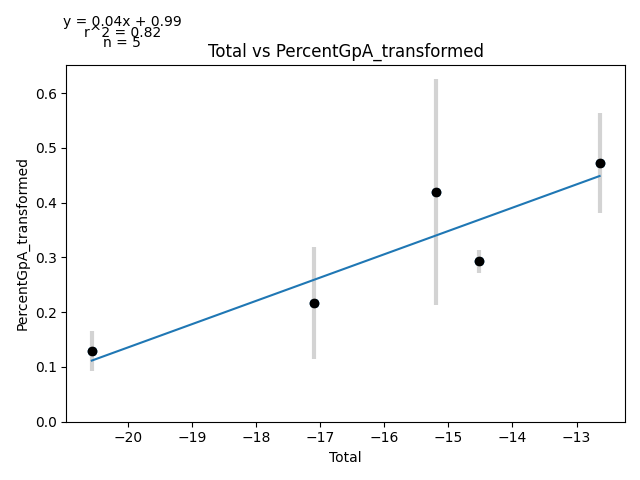 y = 0.04x + 0.99
r^2 = 0.82
n = 5
Total vs PercentGpA_transformed
PercentGpA_transformed
0.6
0.5
0.4
0.3
0.2
0.1
0.0
−20 −19 −18 −17 −16 −15 −14 −13
Total